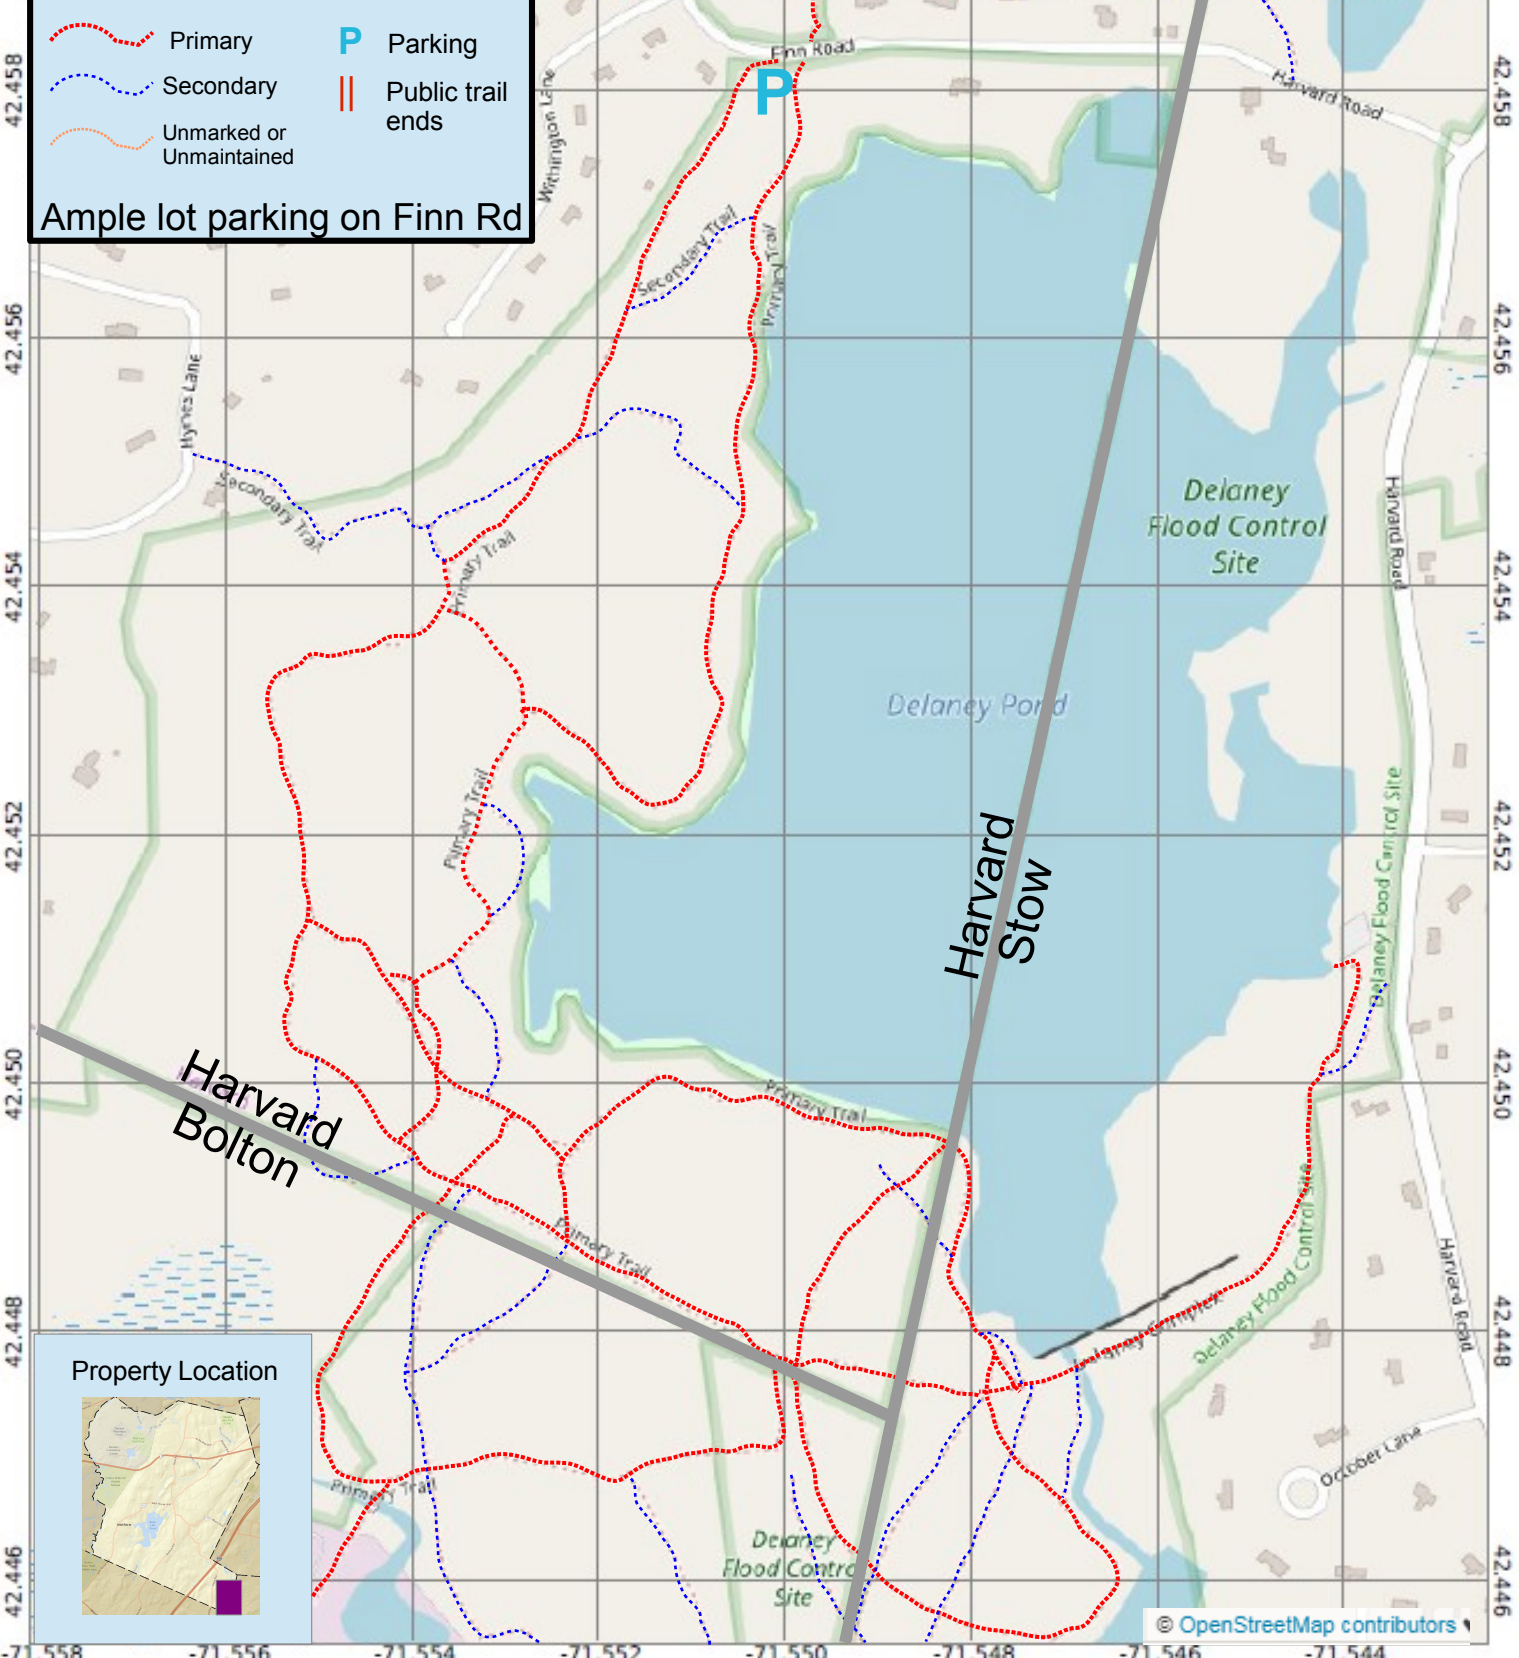 Primary
Secondary
Unmarked or
Unmaintained
P Parking
Public trail
ends
Ample lot parking on Finn Rd
Finn Road
P
Withington Lane
Harvard Road
Secondary Trail
Primary Trail
Hynes Lane
Secondary Trail
Primary Trail
Delaney
Flood Control
Site
Harvard Road
Delaney Pond
Primary Trail
Harvard
Stow
Delaney Flood Control Site
Harvard
Bolton
Primary Trail
Primary Trail
Delaney Complex
Delaney Flood Control Site
Harvard Road
October Lane
Primary Trail
Delaney
Flood Control
Site
Property Location
42.458
42.456
42.454
42.452
42.450
42.448
42.446
42.458
42.456
42.454
42.452
42.450
42.448
42.446
-71.558
-71.556
-71.554
-71.552
-71.550
-71.548
-71.546
-71.544
© OpenStreetMap contributors